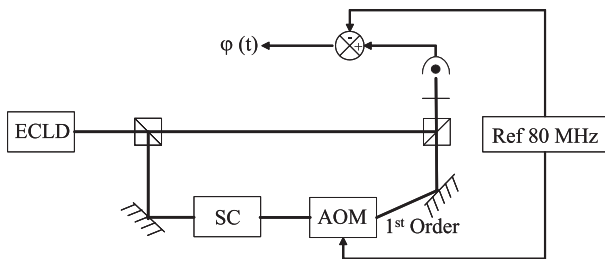 φ (t)
-
+
ECLD
Ref 80 MHz
SC
AOM
1st Order